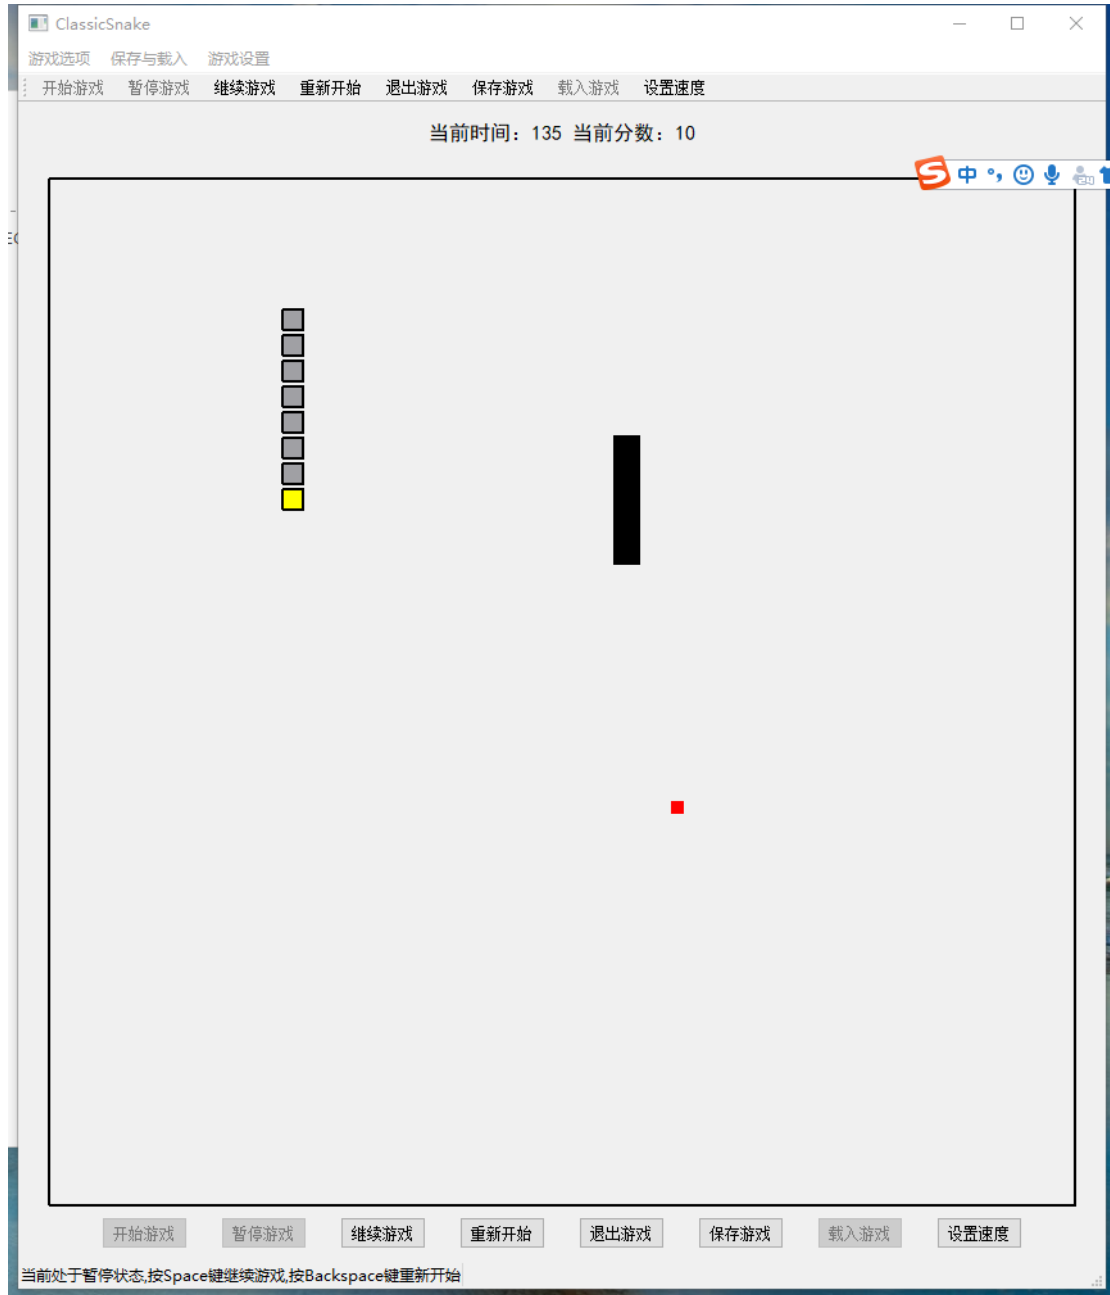 ClassicSnake
游戏选项 保存与载入 游戏设置
开始游戏 暂停游戏 继续游戏 重新开始 退出游戏 保存游戏 载入游戏 设置速度
当前时间：135 当前分数：10
中
开始游戏 暂停游戏 继续游戏 重新开始 退出游戏 保存游戏 载入游戏 设置速度
当前处于暂停状态,按Space键继续游戏,按Backspace键重新开始